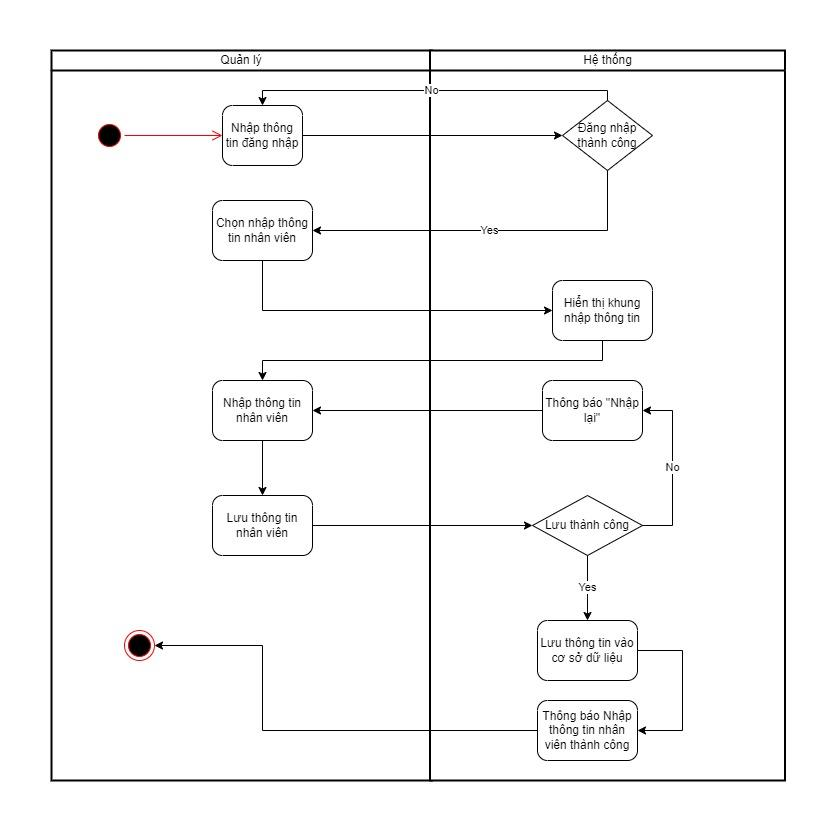 Quản lý
Hệ thống
No
Nhập thông
tin đăng nhập
Đăng nhập
thành công
Chọn nhập thông
tin nhân viên
Yes
Hiển thị khung
nhập thông tin
Nhập thông tin
nhân viên
Thông báo "Nhập
lại"
No
Lưu thông tin
nhân viên
Lưu thành công
Yes
Lưu thông tin vào
cơ sở dữ liệu
Thông báo Nhập
thông tin nhân
viên thành công